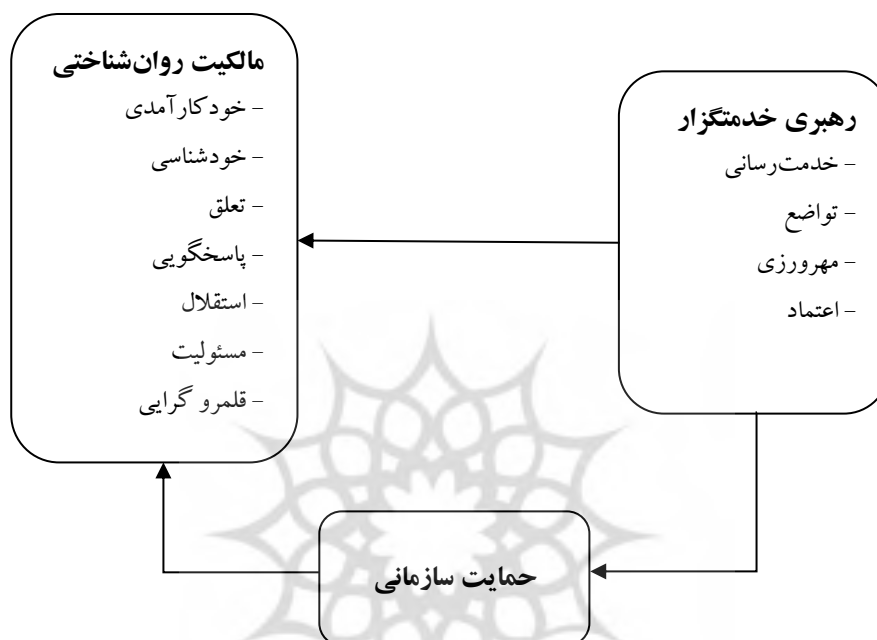 رهبری خدمتگزار
- خدمت‌رسانی
- تواضع
- مهرورزی
- اعتماد
مالکیت روان‌شناختی
- خودکارآمدی
- خودشناسی
- تعلق
- پاسخگویی
- استقلال
- مسئولیت
- قلمرو گرایی
حمایت سازمانی